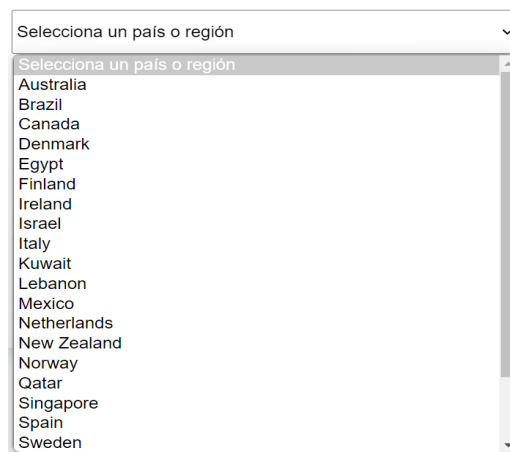 Selecciona un país o región
Selecciona un país o región
Australia
Brazil
Canada
Denmark
Egypt
Finland
Ireland
Israel
Italy
Kuwait
Lebanon
Mexico
Netherlands
New Zealand
Norway
Qatar
Singapore
Spain
Sweden